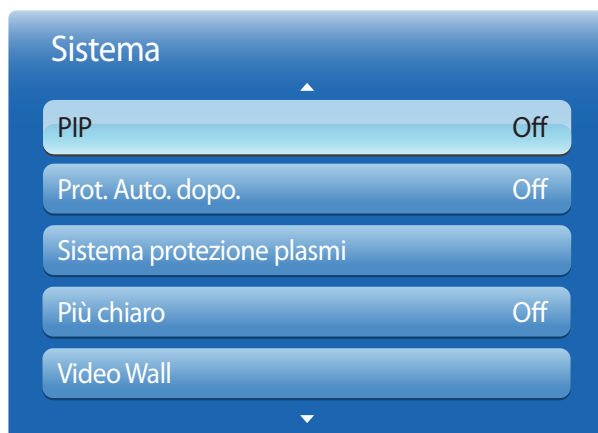 Sistema
PIP Off
Prot. Auto. dopo. Off
Sistema protezione plasmi
Più chiaro Off
Video Wall